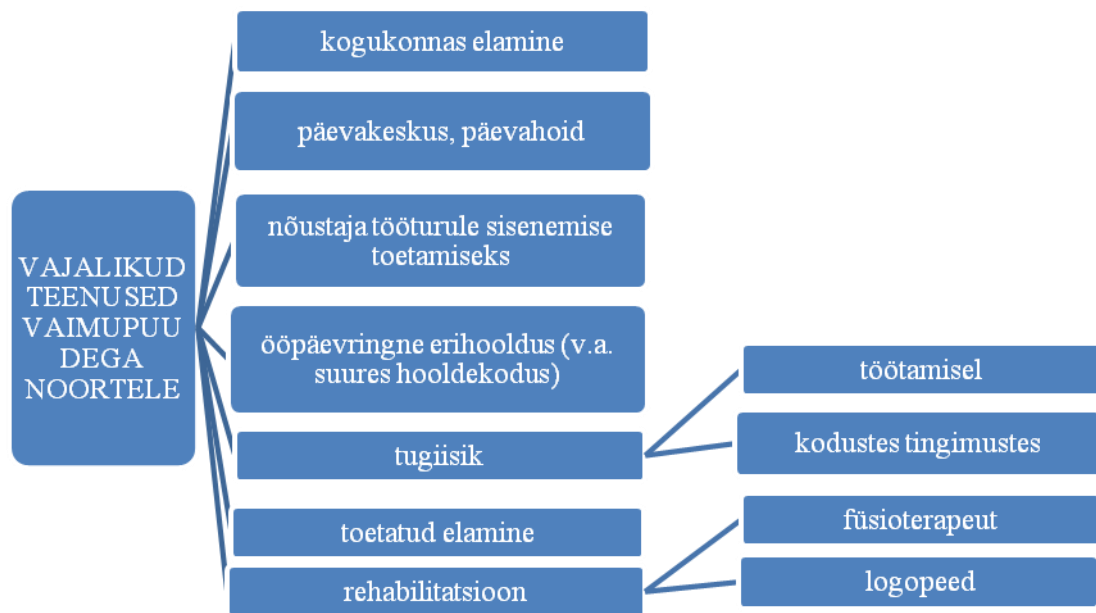 VAJALIKUD
TEENUSED
VAIMUPUU
DEGA
NOORTELE
kogukonnas elamine
päevakeskus, päevahoid
nõustaja tööturule sisenemise
toetamiseks
ööpäevringne erihooldus (v.a.
suures hooldekodus)
tugiisik
töötamisel
kodustes tingimustes
toetatud elamine
rehabilitatsioon
füsioterapeut
logopeed